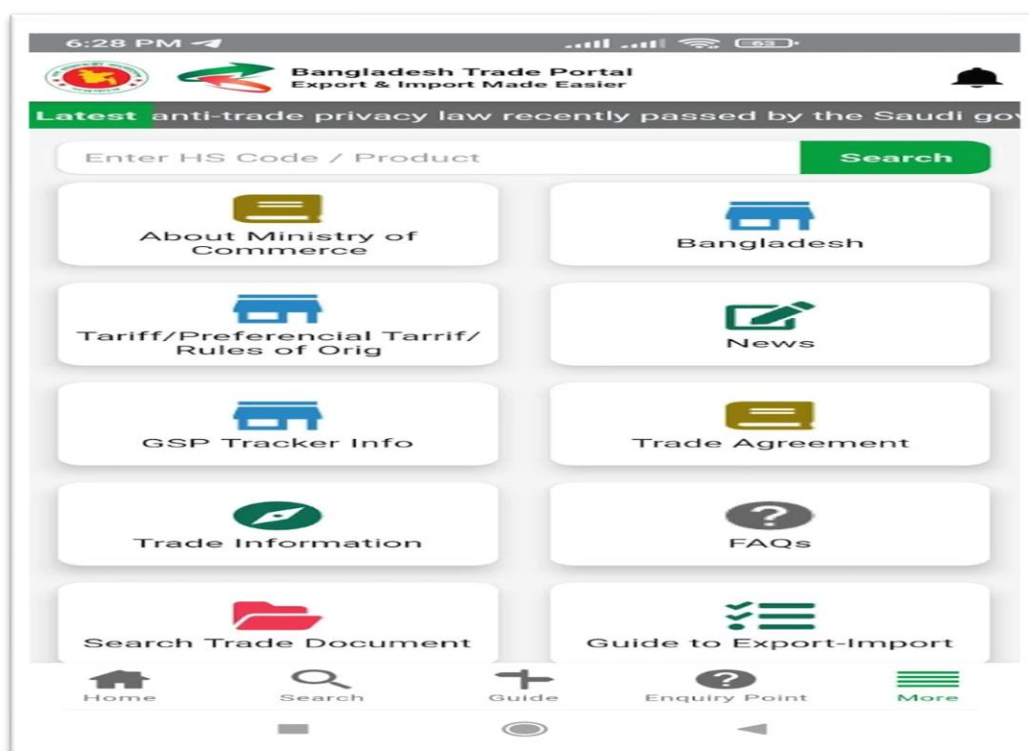 6:28 PM
63
Bangladesh Trade Portal
Export & Import Made Easier
Latest anti-trade privacy law recently passed by the Saudi gov
Enter HS Code / Product
Search
About Ministry of
Commerce
Bangladesh
Tariff/Preferencial Tarrif/
Rules of Orig
News
GSP Tracker Info
Trade Agreement
Trade Information
FAQs
Search Trade Document
Guide to Export-Import
Home
Search
Guide
Enquiry Point
More